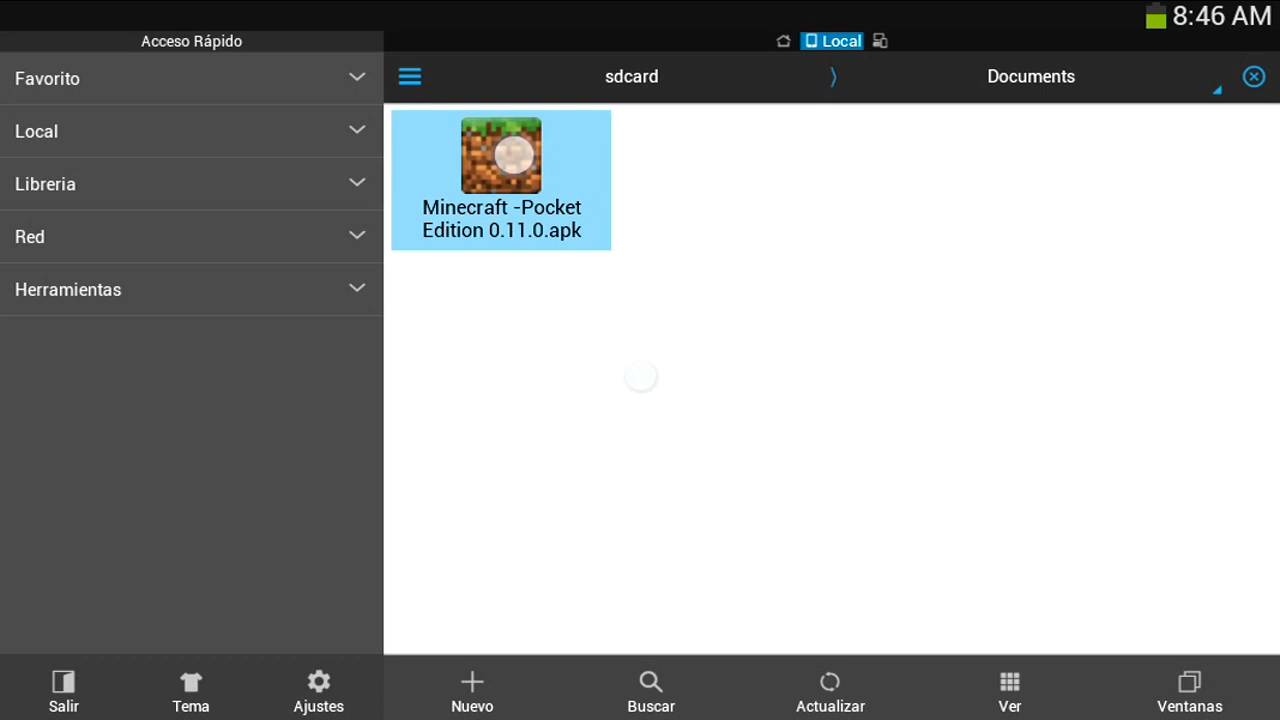 8:46 AM
Acceso Rápido
Local
Favorito
Local
Libreria
Red
Herramientas
sdcard
Documents
Minecraft -Pocket
Edition 0.11.0.apk
Salir
Tema
Ajustes
Nuevo
Buscar
Actualizar
Ver
Ventanas